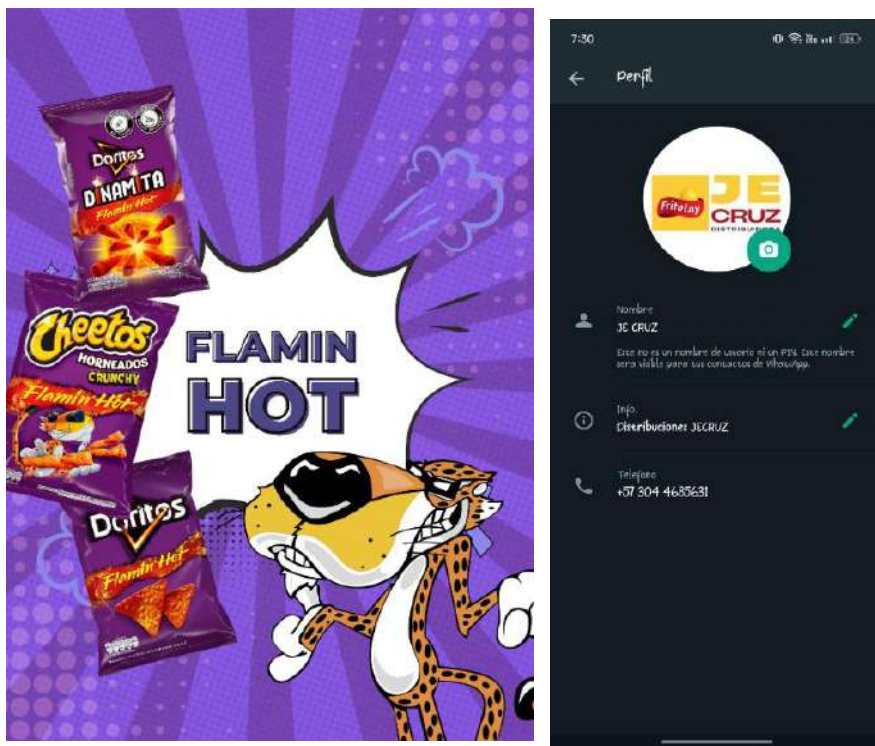 Doritos
DINAMITA
Flamin Hot
Cheetos
HORNEADOS
CRUNCHY
Flamin' Hot
Doritos
Flamin' Hot
FLAMIN
HOT
7:30
Perfil
FritoLay
JE
CRUZ
DISTRIBUIDORA
Nombre
JE CRUZ
Este no es un nombre de usuario ni un PIN. Este nombre
será visible para tus contactos de WhatsApp.
Info.
Distribuciones JECRUZ
Teléfono
+57 304 4685631